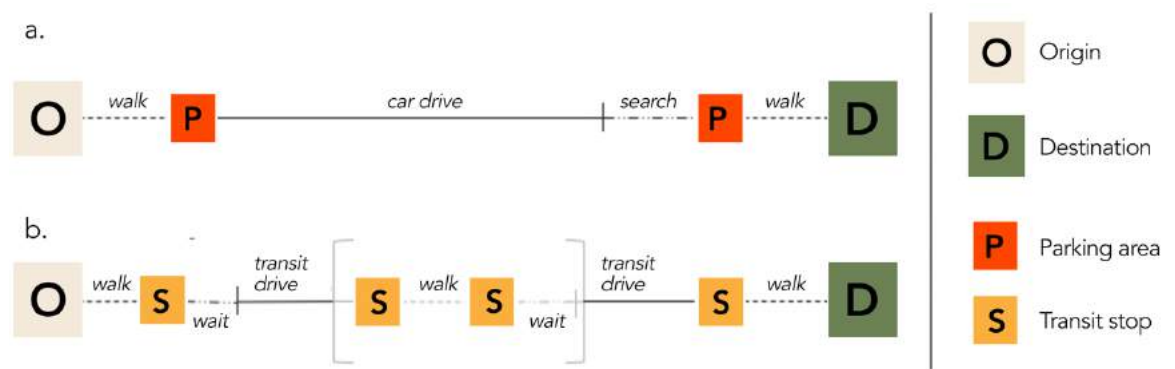 a.
O walk P car drive search P walk D
b.
O walk S wait transit drive S walk S wait transit drive S walk D
O Origin
D Destination
P Parking area
S Transit stop